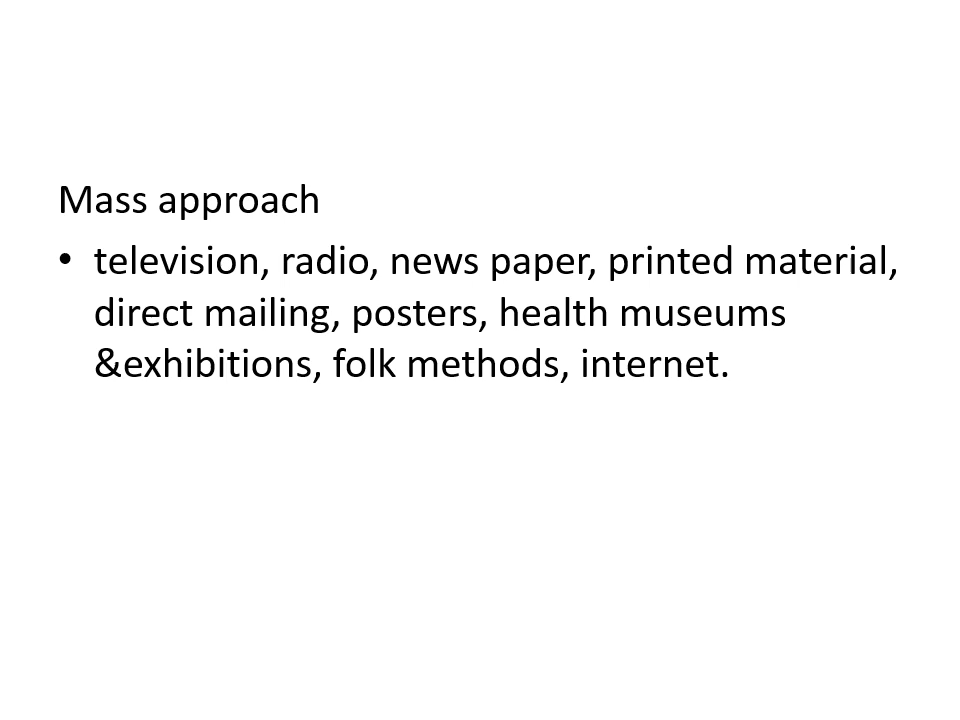 Mass approach
• television, radio, news paper, printed material,
direct mailing, posters, health museums
&exhibitions, folk methods, internet.